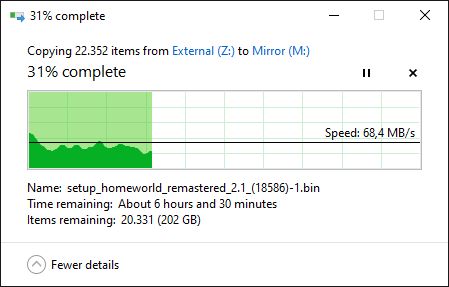 31% complete
Copying 22.352 items from External (Z:) to Mirror (M:)
31% complete
Speed: 68,4 MB/s
Name: setup_homeworld_remastered_2.1_(18586)-1.bin
Time remaining: About 6 hours and 30 minutes
Items remaining: 20.331 (202 GB)
Fewer details